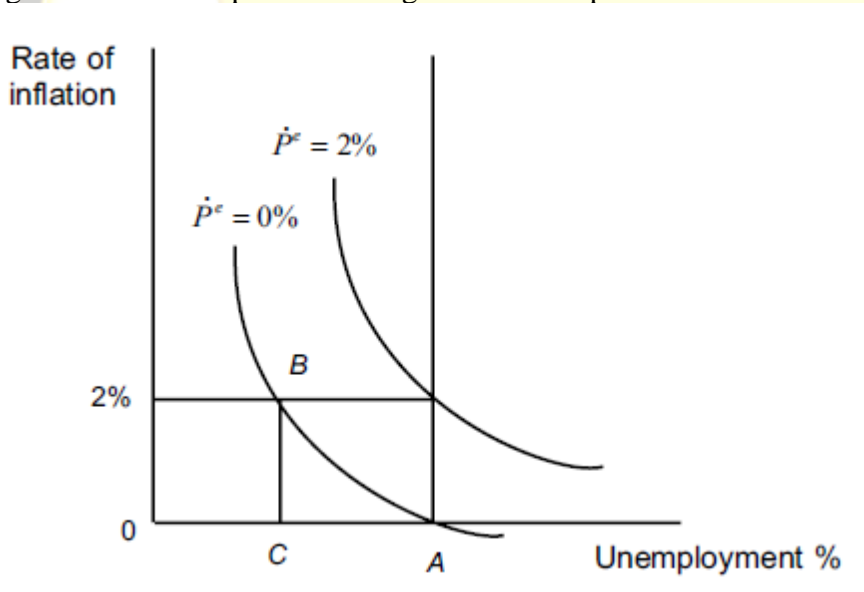 Rate of
inflation
Ṗᵉ = 2%
Ṗᵉ = 0%
B
2%
0
C
A
Unemployment %